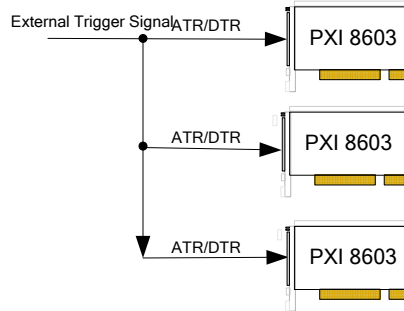 External Trigger Signal
ATR/DTR
PXI 8603
ATR/DTR
PXI 8603
ATR/DTR
PXI 8603